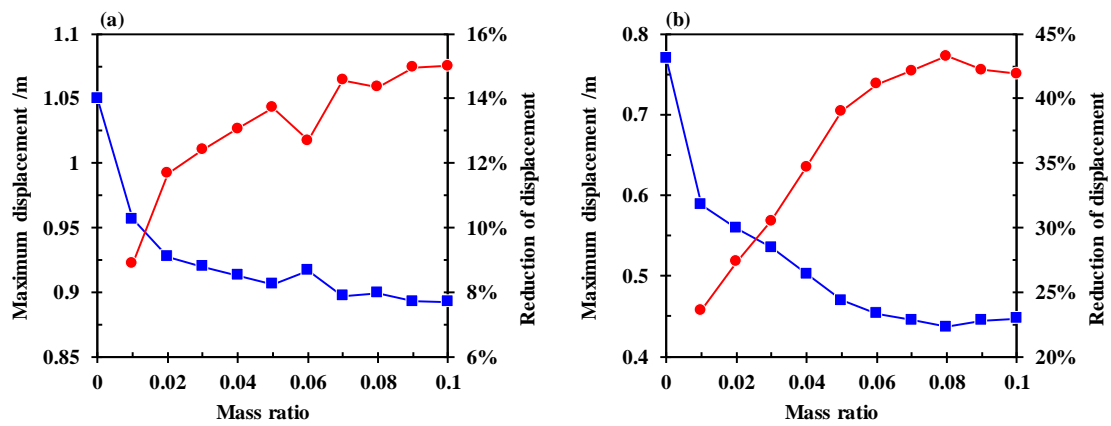 (a)
1.1
1.05
1
0.95
0.9
0.85
Maximum displacement /m
16%
14%
12%
10%
8%
6%
Reduction of displacement
0 0.02 0.04 0.06 0.08 0.1
Mass ratio
(b)
0.8
0.7
0.6
0.5
0.4
Maximum displacement /m
45%
40%
35%
30%
25%
20%
Reduction of displacement
0 0.02 0.04 0.06 0.08 0.1
Mass ratio